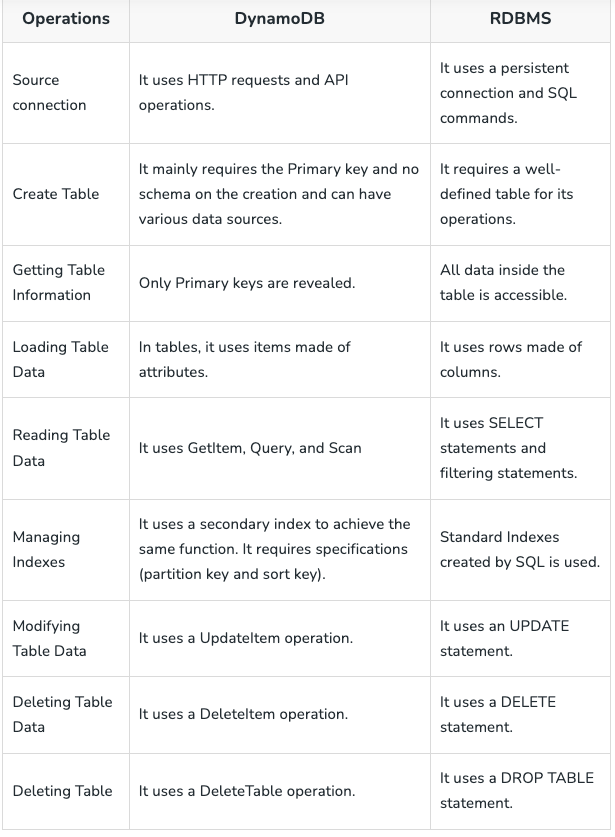 Operations DynamoDB RDBMS
Source
connection
It uses HTTP requests and API
operations.
It uses a persistent
connection and SQL
commands.
Create Table
It mainly requires the Primary key and no
schema on the creation and can have
various data sources.
It requires a well-
defined table for its
operations.
Getting Table
Information
Only Primary keys are revealed.
All data inside the
table is accessible.
Loading Table
Data
In tables, it uses items made of
attributes.
It uses rows made of
columns.
Reading Table
Data
It uses GetItem, Query, and Scan
It uses SELECT
statements and
filtering statements.
Managing
Indexes
It uses a secondary index to achieve the
same function. It requires specifications
(partition key and sort key).
Standard Indexes
created by SQL is used.
Modifying
Table Data
It uses a UpdateItem operation.
It uses an UPDATE
statement.
Deleting Table
Data
It uses a DeleteItem operation.
It uses a DELETE
statement.
Deleting Table
It uses a DeleteTable operation.
It uses a DROP TABLE
statement.